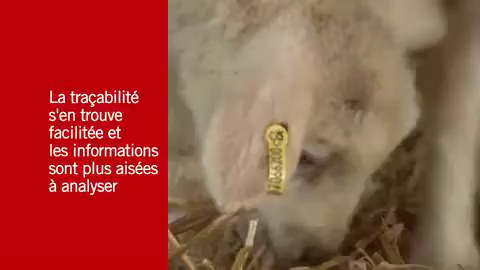 La traçabilité
s'en trouve
facilitée et
les informations
sont plus aisées
à analyser